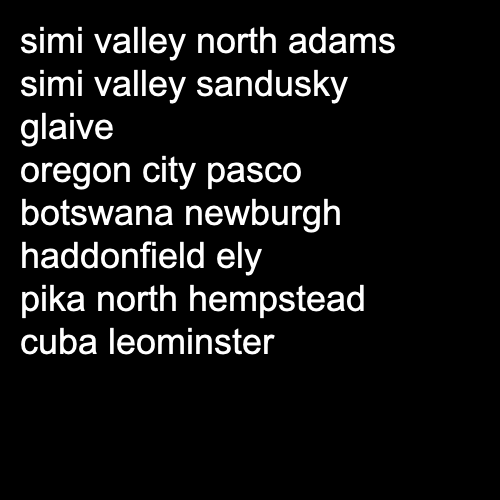 simi valley north adams
simi valley sandusky
glaive
oregon city pasco
botswana newburgh
haddonfield ely
pika north hempstead
cuba leominster